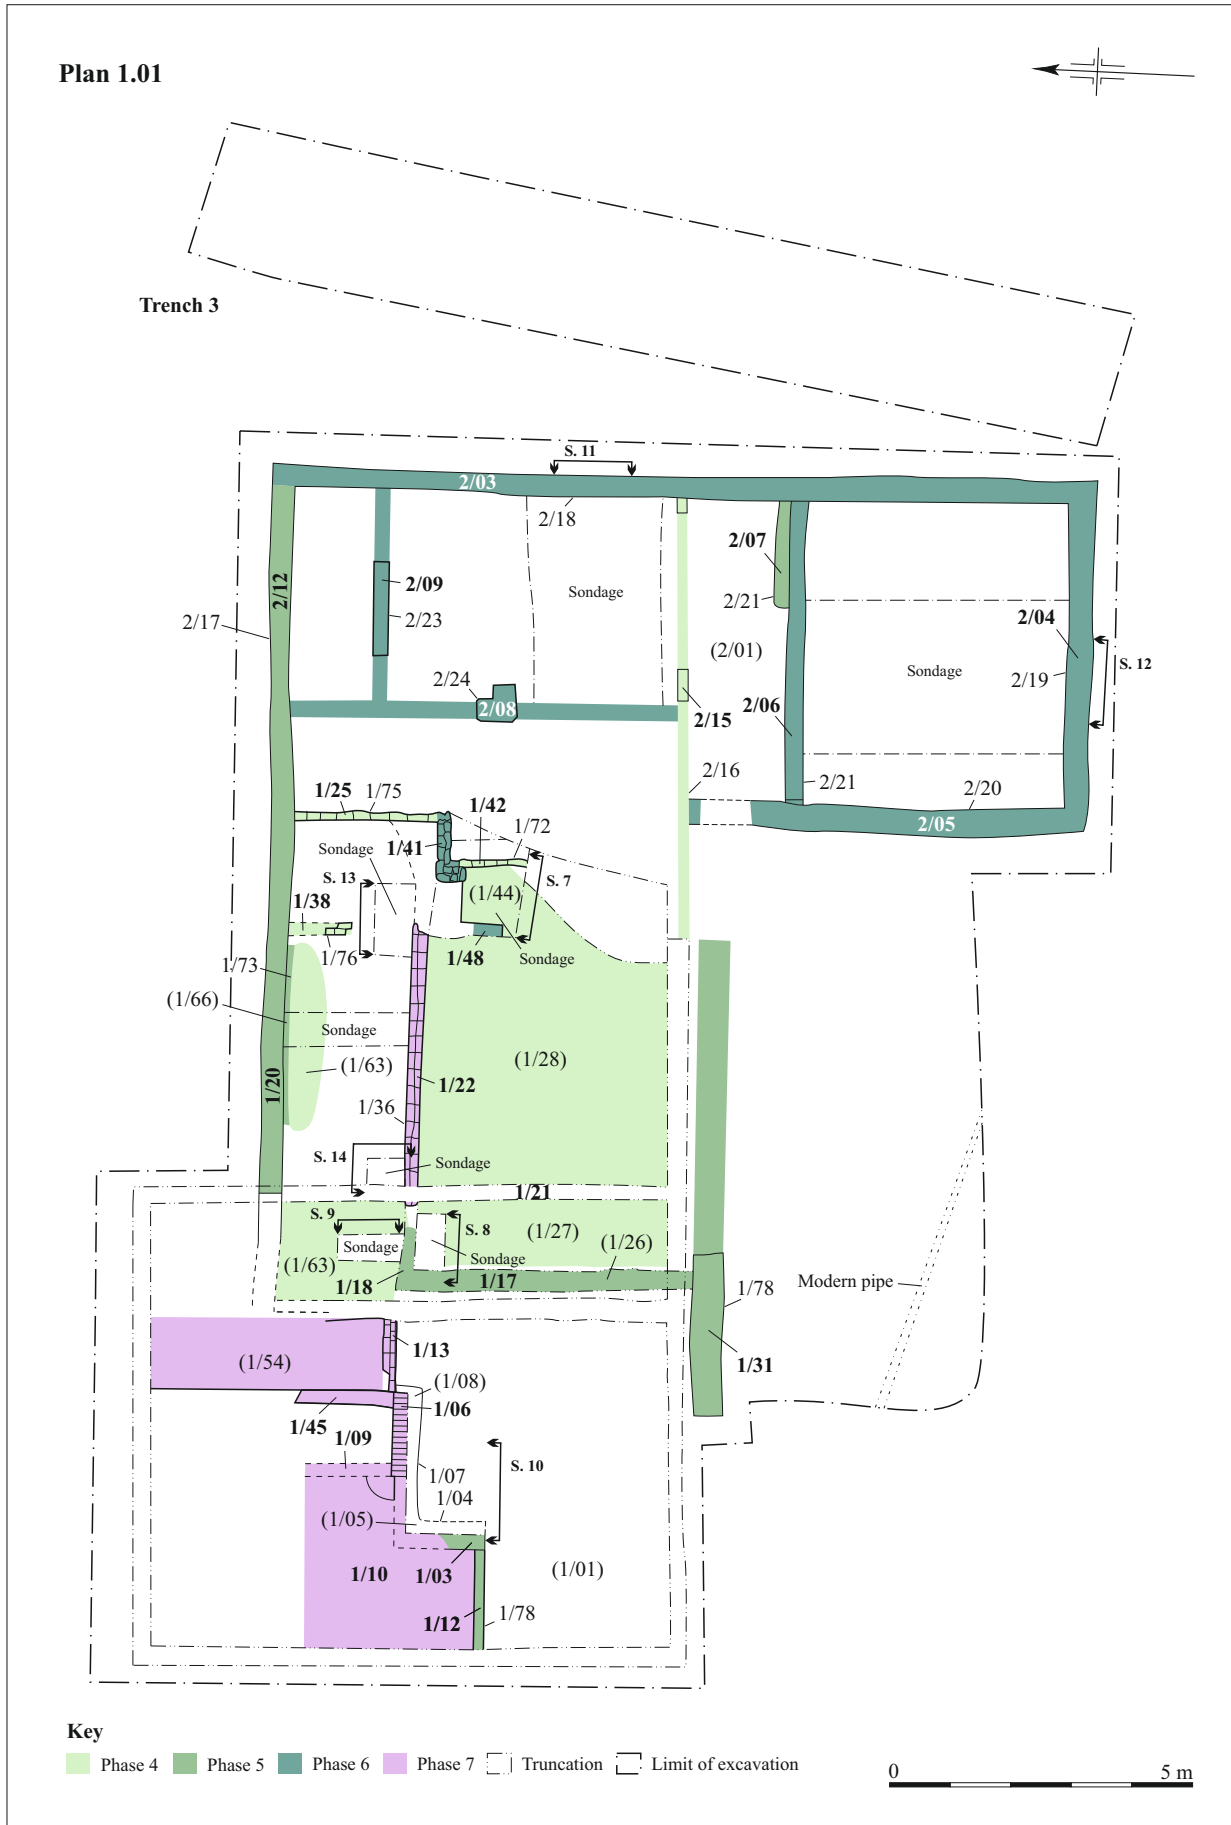 Plan 1.01
Trench 3
S. 11
2/03
2/18
2/07
2/12
2/09
Sondage
2/21
2/17
2/23
(2/01)
2/04
S. 12
2/24
Sondage
2/19
2/08
2/15
2/06
2/16
2/21
2/20
1/25
1/75
1/42
2/05
1/72
Sondage
1/41
S. 13
S. 7
1/38
(1/44)
1/76
1/48
Sondage
1/73
(1/66)
Sondage
(1/63)
(1/28)
1/20
1/22
1/36
S. 14
Sondage
1/21
S. 9
S. 8
(1/27)
Sondage
(1/26)
(1/63)
Sondage
1/18
1/17
Modern pipe
1/78
1/13
(1/54)
1/31
(1/08)
1/45
1/06
1/09
S. 10
1/07
1/04
(1/05)
1/10
1/03
(1/01)
1/12
1/78
Key
Phase 4 Phase 5 Phase 6 Phase 7 Truncation Limit of excavation
0 5 m